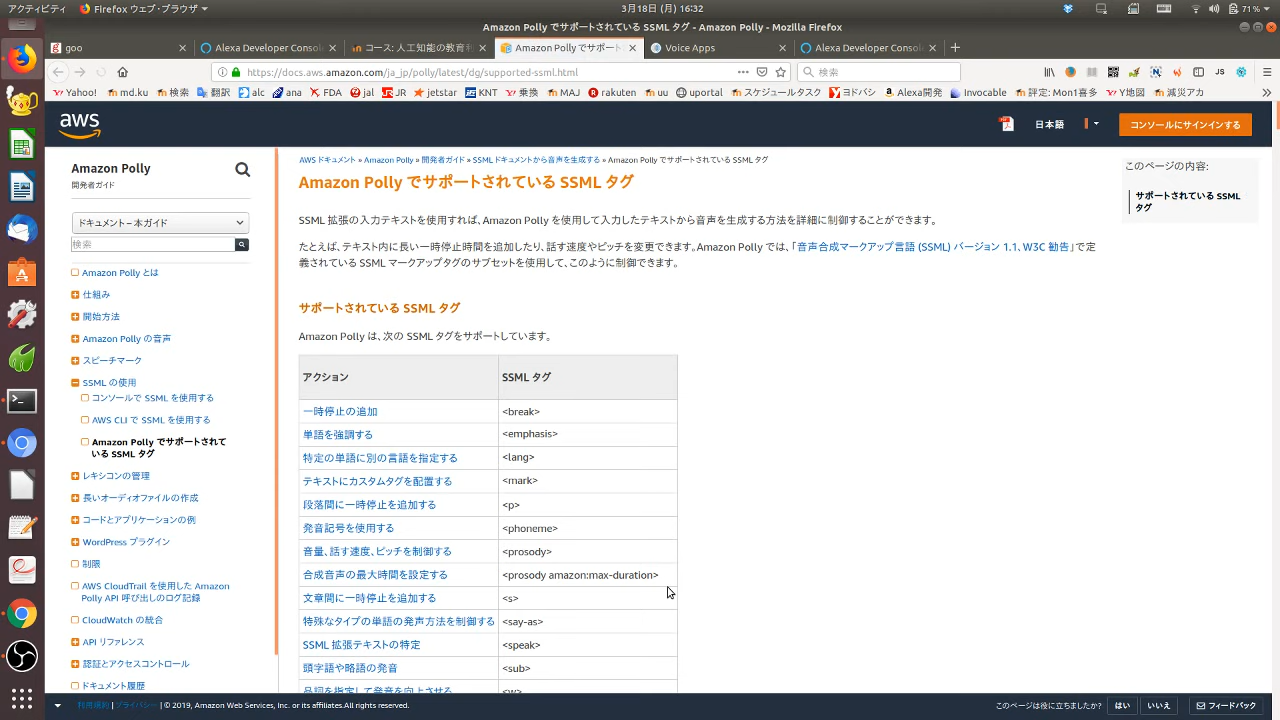 アクティビティ
Firefox ウェブ・ブラウザ ▾
3月18日 (月) 16:32
71%
Amazon Polly でサポートされている SSML タグ - Amazon Polly - Mozilla Firefox
goo
Alexa Developer Consol
コース: 人工知能の教育利
Amazon Polly でサポート
Voice Apps
Alexa Developer Consol
https://docs.aws.amazon.com/ja_jp/polly/latest/dg/supported-ssml.html
検索
Yahoo!
md.ku
検索
翻訳
alc
ana
FDA
jal
JR
jetstar
KNT
乗換
MAJ
rakuten
uu
uportal
スケジュールタスク
ヨドバシ
Alexa開発
Invocable
評定: Mon1香多
Y地図
減災アカ
aws
日本語
コンソールにサインインする
Amazon Polly
開発者ガイド
ドキュメント – 本ガイド
検索
Amazon Polly とは
仕組み
開始方法
Amazon Polly の音声
スピーチマーク
SSML の使用
コンソールで SSML を使用する
AWS CLI で SSML を使用する
Amazon Polly でサポートされて
いる SSML タグ
レキシコンの管理
長いオーディオファイルの作成
コードとアプリケーションの例
WordPress プラグイン
制限
AWS CloudTrail を使用した Amazon
Polly API 呼び出しのログ記録
CloudWatch の統合
API リファレンス
認証とアクセスコントロール
ドキュメント履歴
AWS ドキュメント » Amazon Polly » 開発者ガイド » SSML ドキュメントから音声を生成する » Amazon Polly でサポートされている SSML タグ
Amazon Polly でサポートされている SSML タグ
SSML 拡張の入力テキストを使用すれば、Amazon Polly を使用して入力したテキストから音声を生成する方法を詳細に制御することができます。
たとえば、テキスト内に長い一時停止時間を追加したり、話す速度やピッチを変更できます。Amazon Polly では、「音声合成マークアップ言語 (SSML) バージョン 1.1、W3C 勧告」で定
義されている SSML マークアップタグのサブセットを使用して、このように制御できます。
サポートされている SSML タグ
Amazon Polly は、次の SSML タグをサポートしています。
アクション
SSML タグ
一時停止の追加
<break>
単語を強調する
<emphasis>
特定の単語に別の言語を指定する
<lang>
テキストにカスタムタグを配置する
<mark>
段落間に一時停止を追加する
<p>
発音記号を使用する
<phoneme>
音量、話す速度、ピッチを制御する
<prosody>
合成音声の最大時間を設定する
<prosody amazon:max-duration>
文章間に一時停止を追加する
<s>
特殊なタイプの単語の発声方法を制御する
<say-as>
SSML 拡張テキストの特定
<speak>
頭字語や略語の発音
<sub>
品詞を指定して発音を向上させる
<w>
このページの内容:
サポートされている SSML
タグ
利用規約 | プライバシー | © 2019, Amazon Web Services, Inc. or its affiliates.All rights reserved.
このページは役に立ちましたか?
はい
いいえ
フィードバック